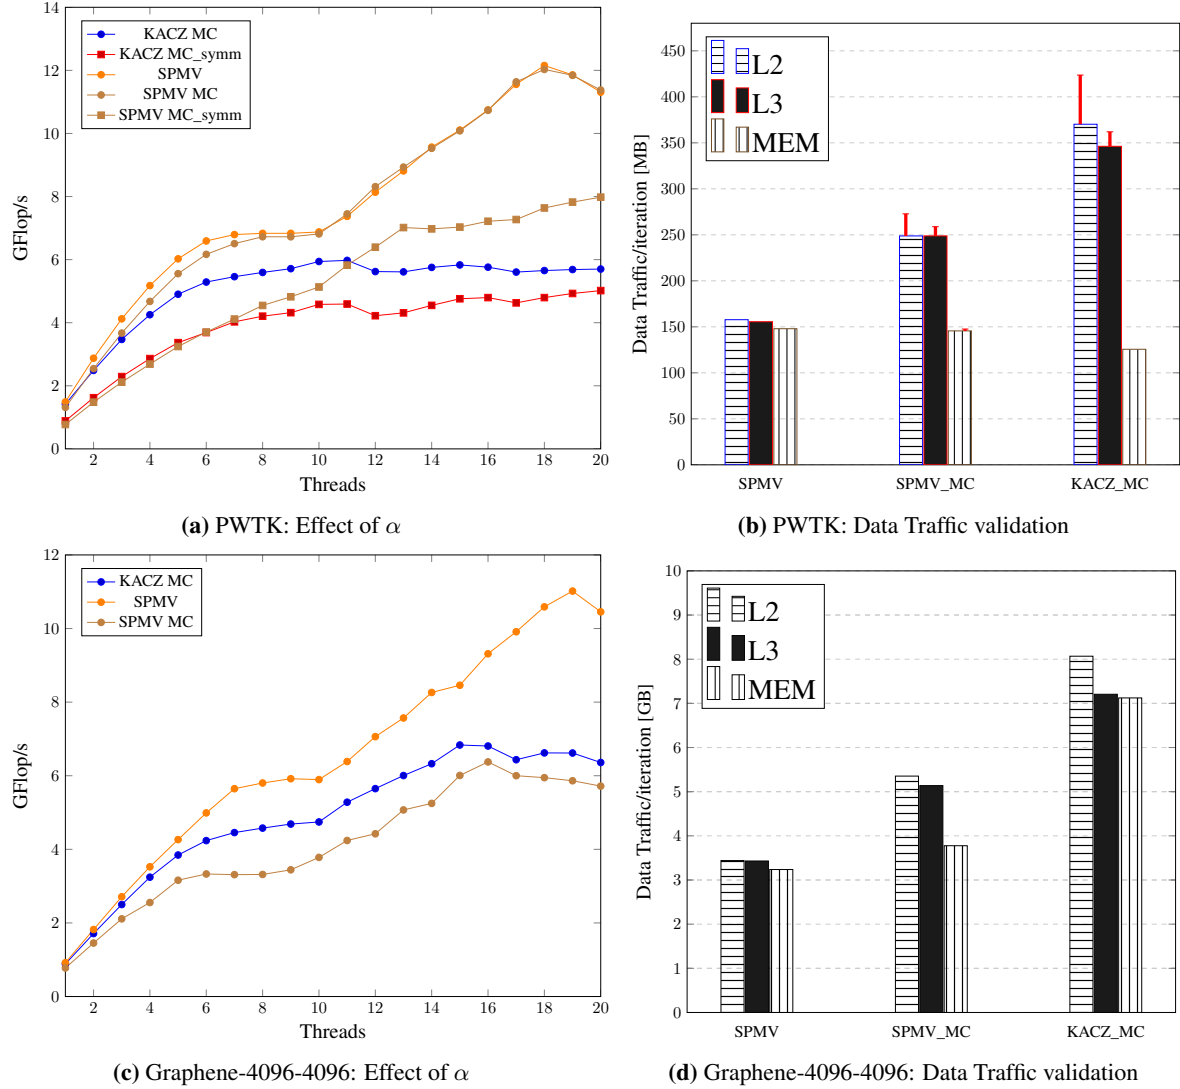 KACZ MC
KACZ MC_symm
SPMV
SPMV MC
SPMV MC_symm
14
12
10
8
6
4
2
0
GFlop/s
2 4 6 8 10 12 14 16 18 20
Threads
(a) PWTK: Effect of α
L2
L3
MEM
450
400
350
300
250
200
150
100
50
0
Data Traffic/iteration [MB]
SPMV SPMV_MC KACZ_MC
(b) PWTK: Data Traffic validation
KACZ MC
SPMV
SPMV MC
12
10
8
6
4
2
0
GFlop/s
2 4 6 8 10 12 14 16 18 20
Threads
(c) Graphene-4096-4096: Effect of α
L2
L3
MEM
10
9
8
7
6
5
4
3
2
1
0
Data Traffic/iteration [GB]
SPMV SPMV_MC KACZ_MC
(d) Graphene-4096-4096: Data Traffic validation